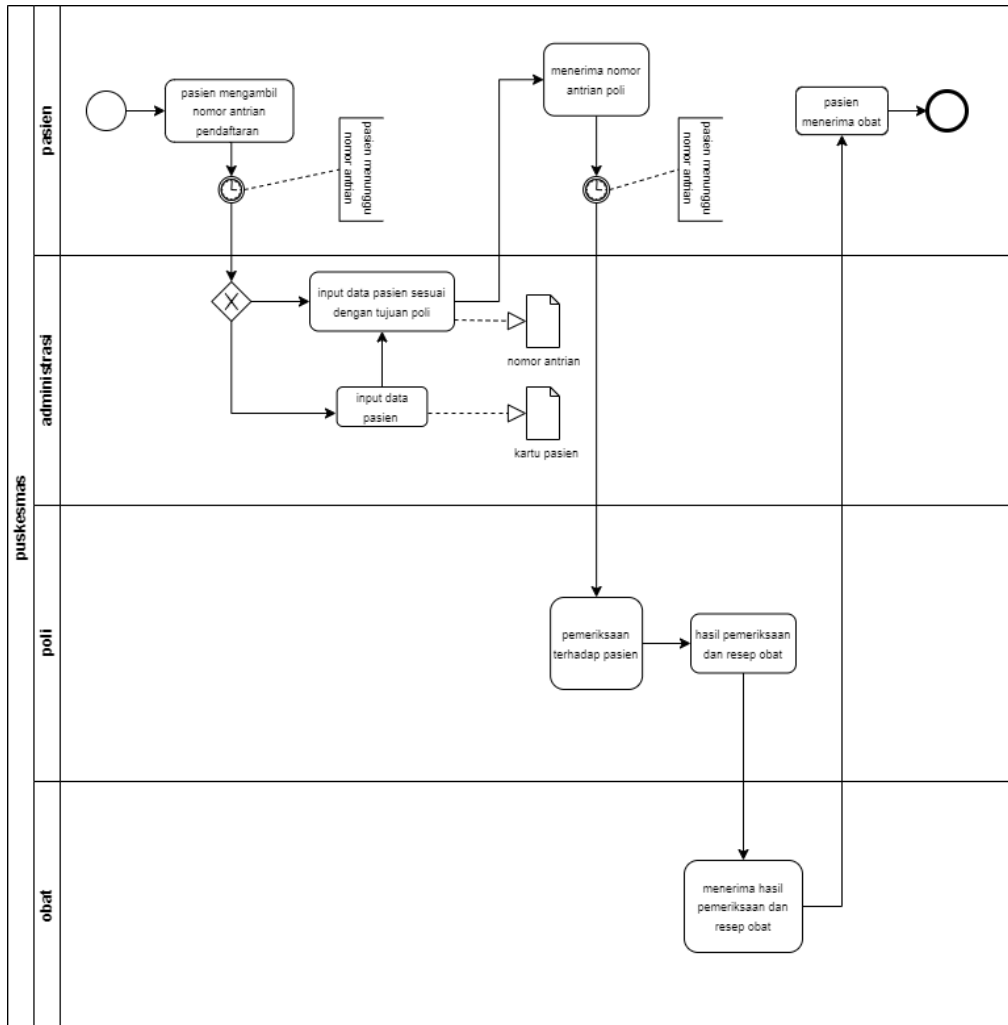 puskesmas
pasien
pasien mengambil
nomor antrian
pendaftaran
pasien menunggu
nomor antrian
menerima nomor
antrian poli
pasien menunggu
nomor antrian
pasien
menerima obat
administrasi
input data pasien sesuai
dengan tujuan poli
nomor antrian
input data
pasien
kartu pasien
poli
pemeriksaan
terhadap pasien
hasil pemeriksaan
dan resep obat
obat
menerima hasil
pemeriksaan dan
resep obat